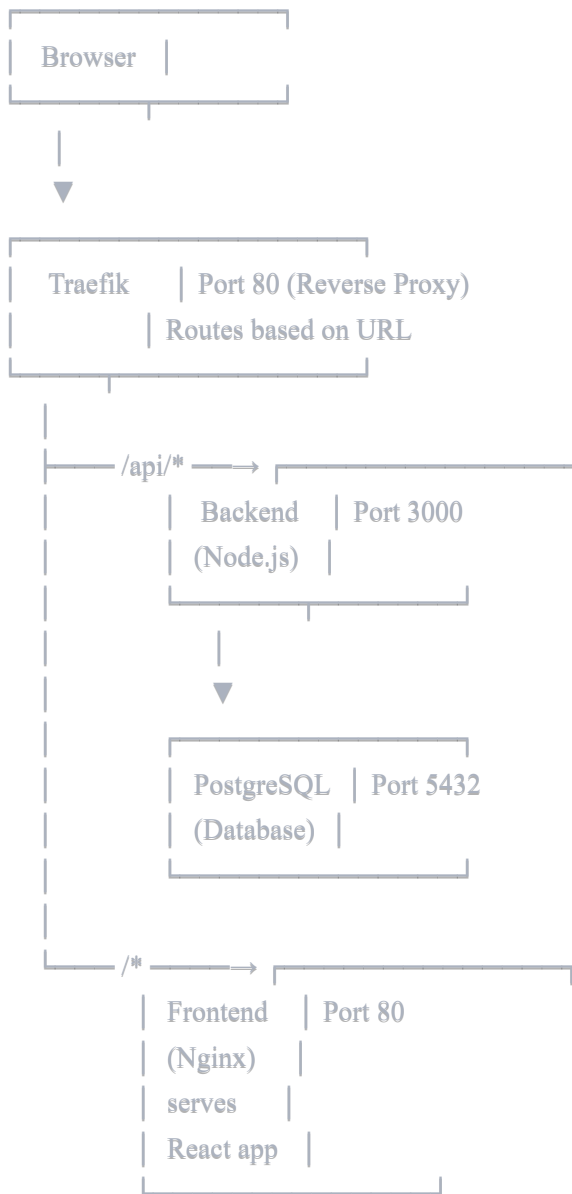 Browser
Traefik Port 80 (Reverse Proxy)
Routes based on URL
/api/*
Backend Port 3000
(Node.js)
PostgreSQL Port 5432
(Database)
/*
Frontend Port 80
(Nginx)
serves
React app